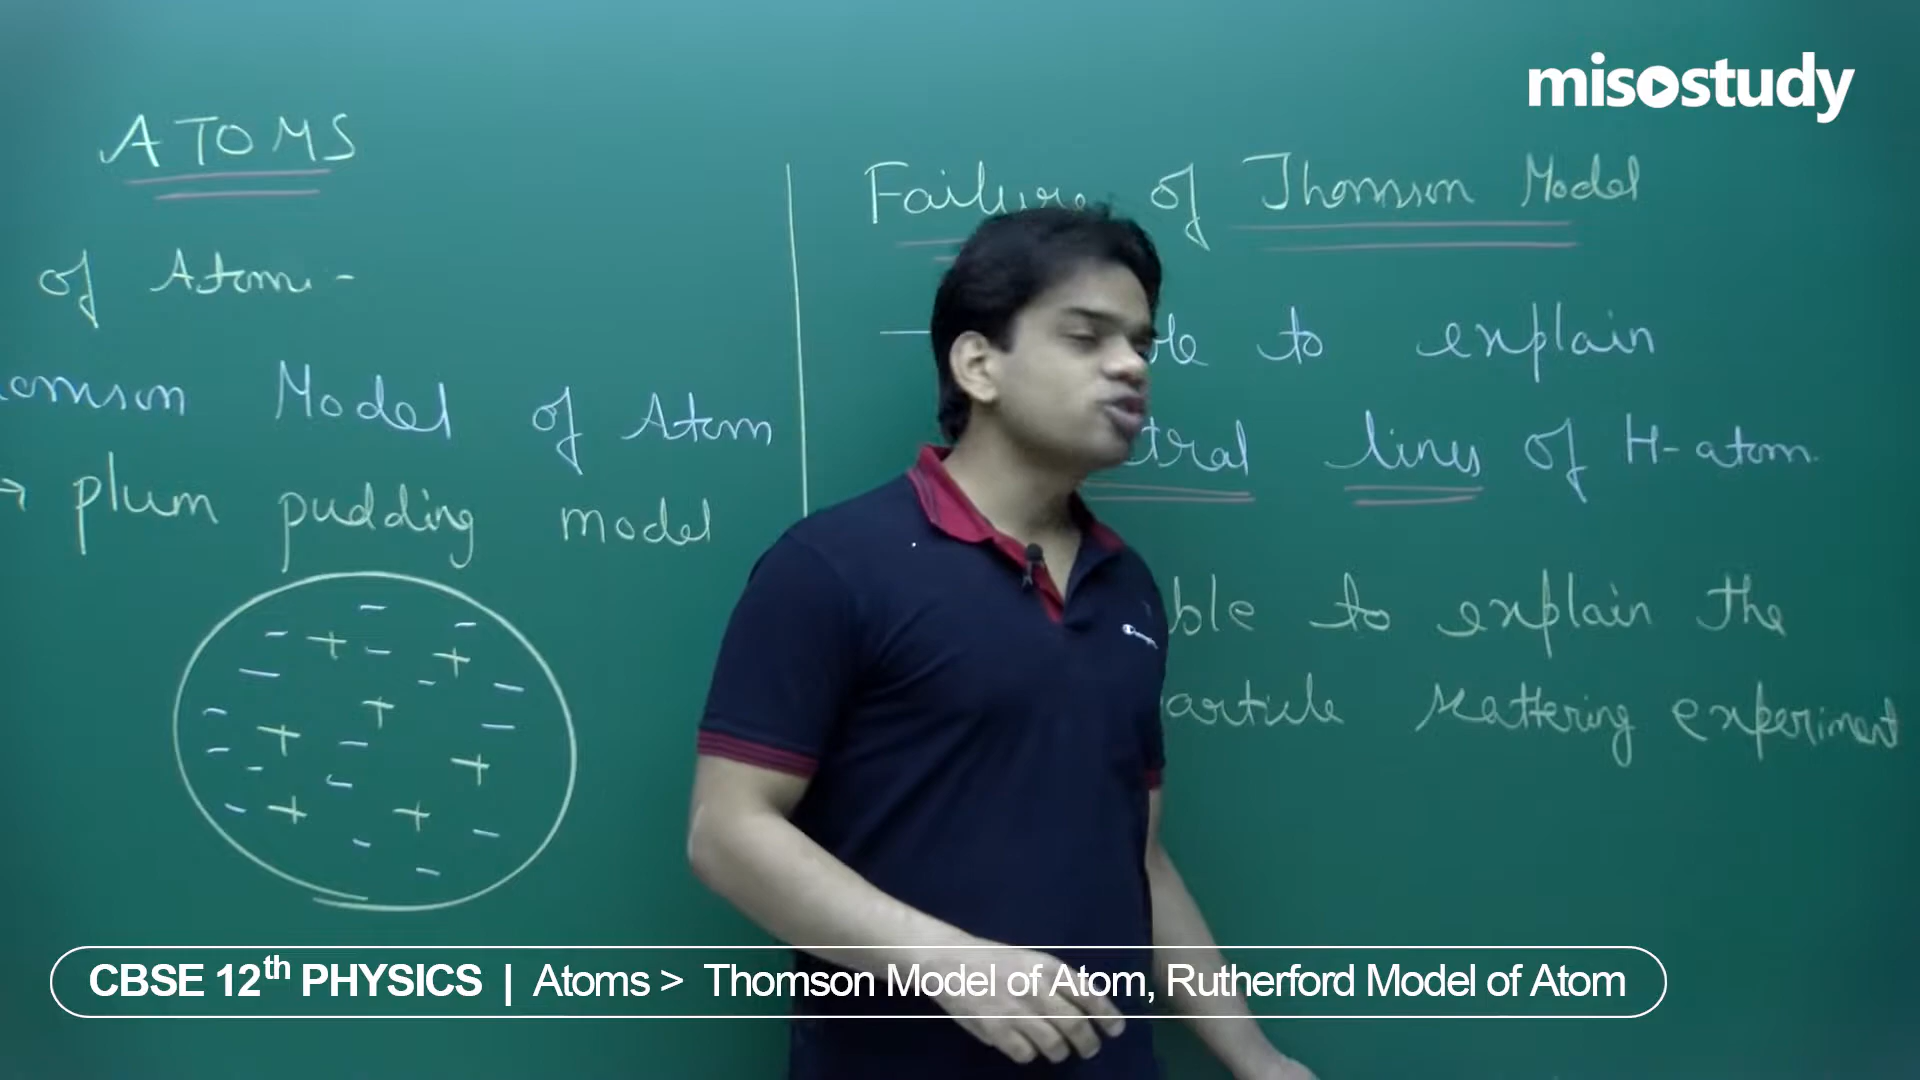 misostudy
ATOMS
of Atom:-
omson Model of Atom
→ plum pudding model
Failure of Thomson Model
to explain
lines of H-atom.
to explain the
scattering experiment
CBSE 12th PHYSICS | Atoms > Thomson Model of Atom, Rutherford Model of Atom